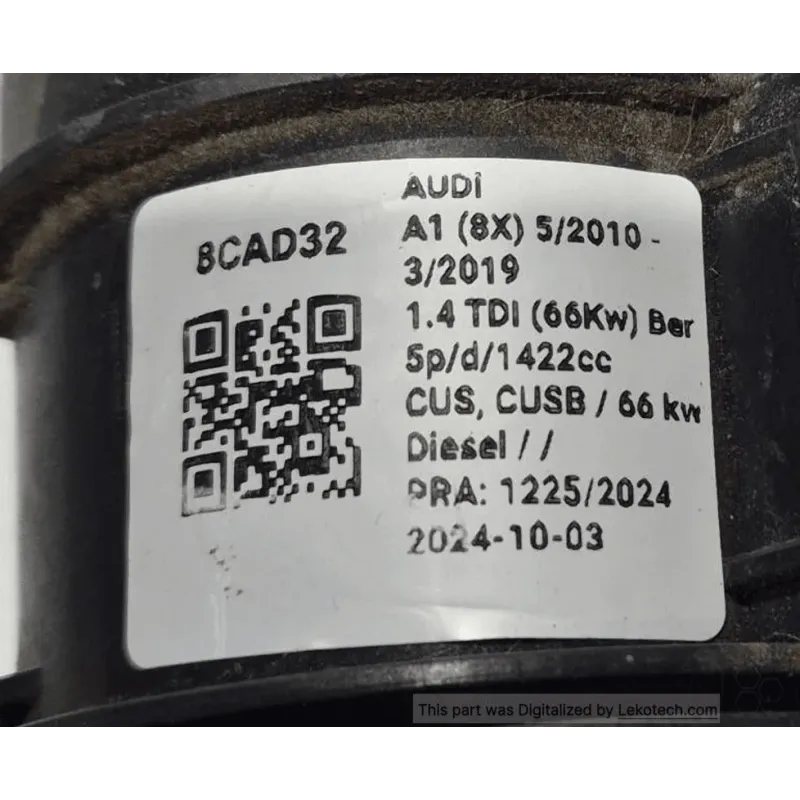 8CAD32
AUDI
A1 (8X) 5/2010 -
3/2019
1.4 TDI (66Kw) Ber
5p/d/1422cc
CUS, CUSB / 66 kw
Diesel / /
PRA: 1225/2024
2024-10-03
This part was Digitalized by Lekotech.com